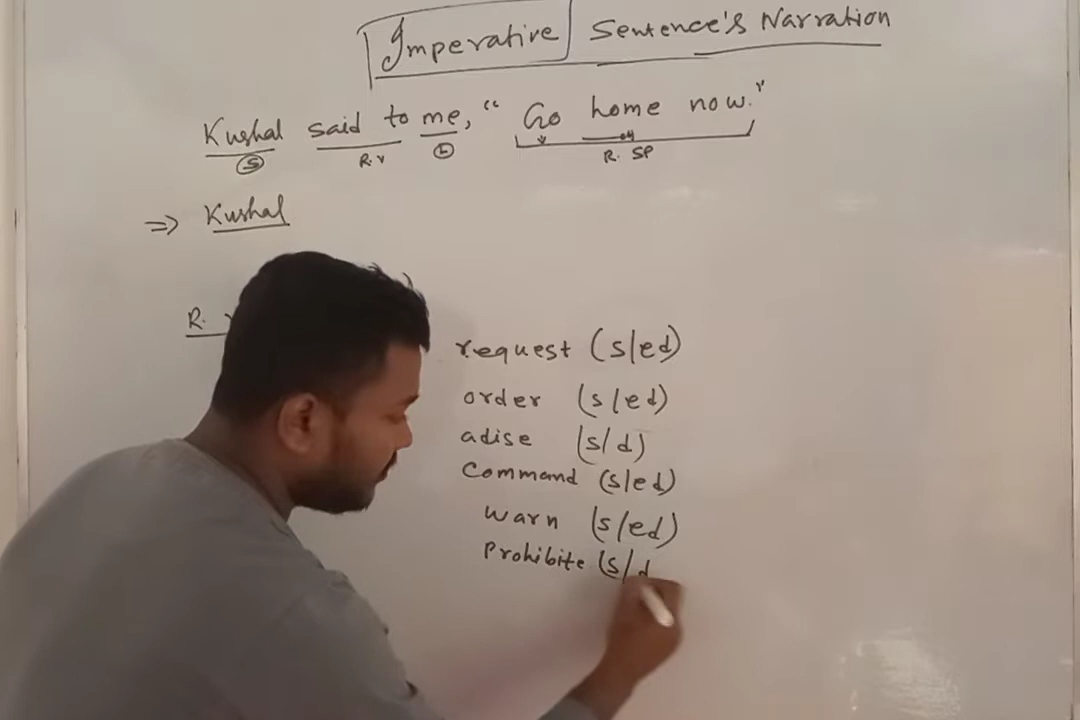 Imperative Sentence's Narration
Kushal said to me, "Go home now."
S R.v L R. SP
⇒ Kushal
R.
request (s/ed)
order (s/ed)
adise (s/d)
Command (s/ed)
Warn (s/ed)
Prohibite (s/d